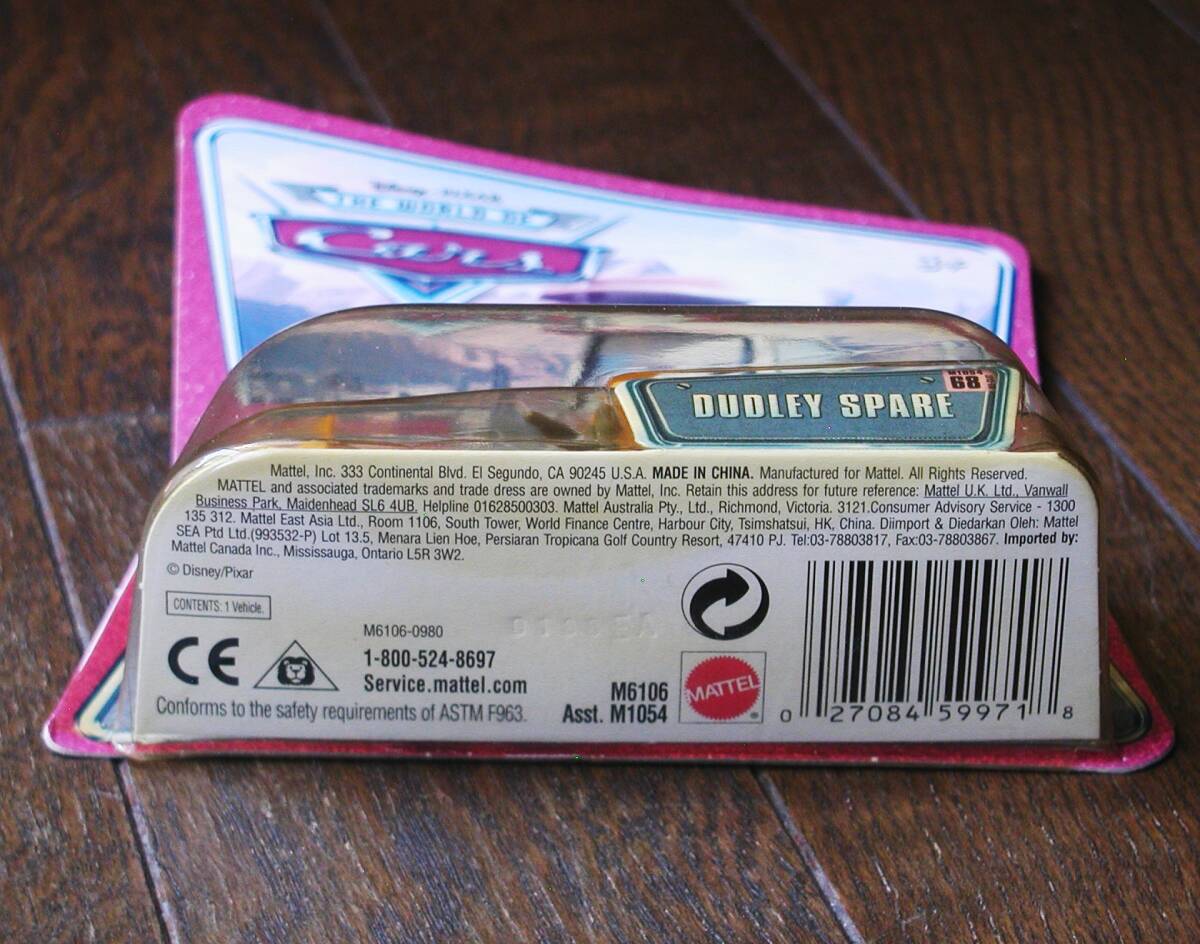 Disney · PIXAR
THE WORLD OF
Cars
M1054
68
DUDLEY SPARE
Mattel, Inc. 333 Continental Blvd. El Segundo, CA 90245 U.S.A. MADE IN CHINA. Manufactured for Mattel. All Rights Reserved.
MATTEL and associated trademarks and trade dress are owned by Mattel, Inc. Retain this address for future reference: Mattel U.K. Ltd., Vanwall
Business Park, Maidenhead SL6 4UB. Helpline 01628500303. Mattel Australia Pty., Ltd., Richmond, Victoria. 3121.Consumer Advisory Service - 1300
135 312. Mattel East Asia Ltd., Room 1106, South Tower, World Finance Centre, Harbour City, Tsimshatsui, HK, China. Diimport & Diedarkan Oleh: Mattel
SEA Ptd Ltd.(993532-P) Lot 13.5, Menara Lien Hoe, Persiaran Tropicana Golf Country Resort, 47410 PJ. Tel:03-78803817, Fax:03-78803867. Imported by:
Mattel Canada Inc., Mississauga, Ontario L5R 3W2.
© Disney/Pixar
CONTENTS: 1 Vehicle.
CE
M6106-0980
1-800-524-8697
Service.mattel.com
Conforms to the safety requirements of ASTM F963.
M6106
Asst. M1054
MATTEL
®
0 27084 59971 8